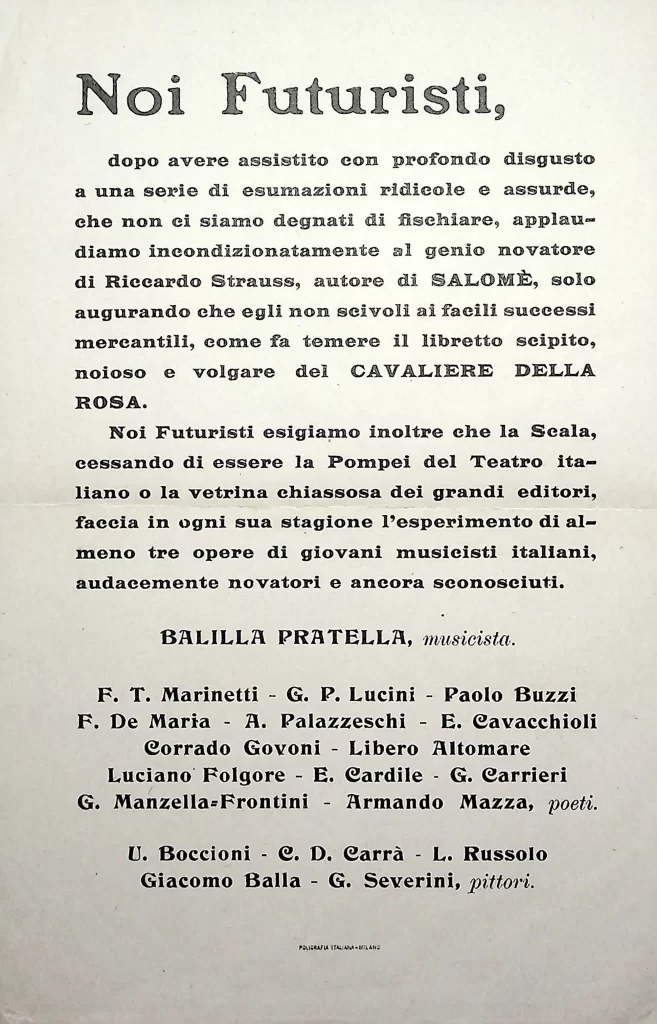 Noi Futuristi,
dopo avere assistito con profondo disgusto
a una serie di esumazioni ridicole e assurde,
che non ci siamo degnati di fischiare, applau-
diamo incondizionatamente al genio novatore
di Riccardo Strauss, autore di SALOMÈ, solo
augurando che egli non scivoli ai facili successi
mercantili, come fa temere il libretto scipito,
noioso e volgare del CAVALIERE DELLA
ROSA.
Noi Futuristi esigiamo inoltre che la Scala,
cessando di essere la Pompei del Teatro ita-
liano o la vetrina chiassosa dei grandi editori,
faccia in ogni sua stagione l'esperimento di al-
meno tre opere di giovani musicisti italiani,
audacemente novatori e ancora sconosciuti.
BALILLA PRATELLA, musicista.
F. T. Marinetti - G. P. Lucini - Paolo Buzzi
F. De Maria - A. Palazzeschi - E. Cavacchioli
Corrado Govoni - Libero Altomare
Luciano Folgore - E. Cardile - G. Carrieri
G. Manzella-Frontini - Armando Mazza, poeti.
U. Boccioni - C. D. Carrà - L. Russolo
Giacomo Balla - G. Severini, pittori.
POLIGRAFIA ITALIANA-MILANO